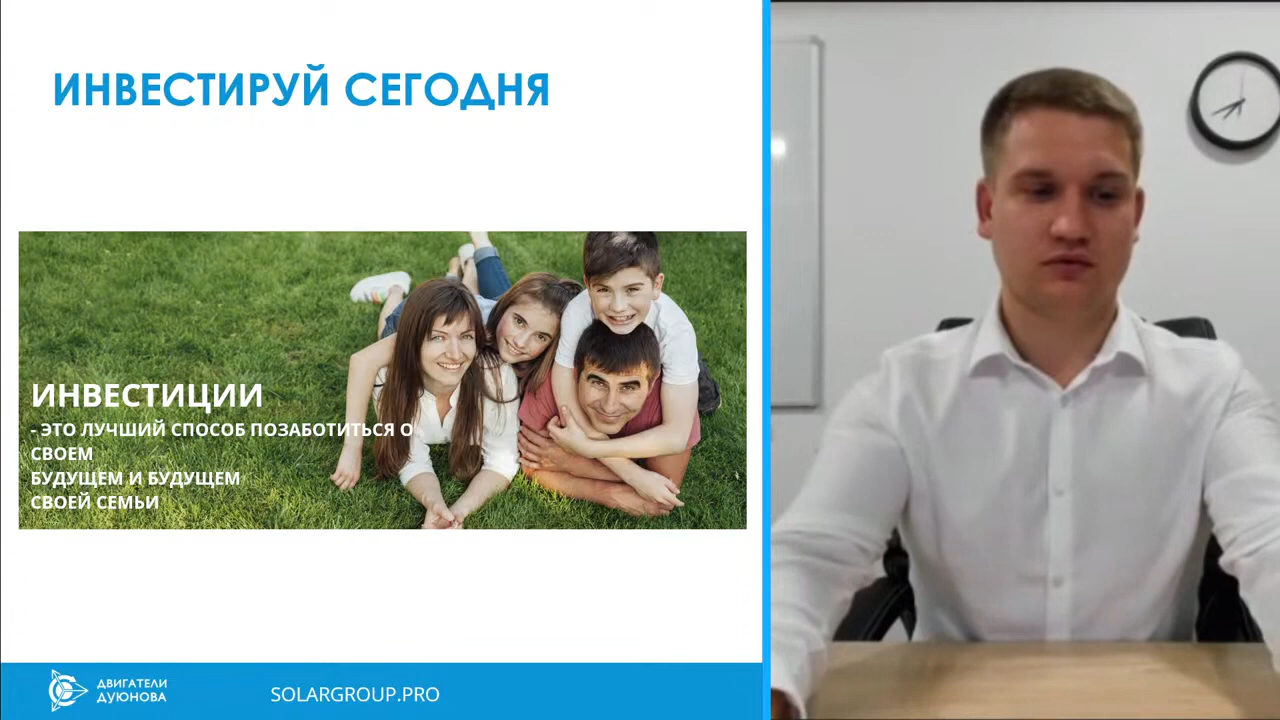 ИНВЕСТИРУЙ СЕГОДНЯ
ИНВЕСТИЦИИ
- ЭТО ЛУЧШИЙ СПОСОБ ПОЗАБОТИТЬСЯ О
СВОЕМ
БУДУЩЕМ И БУДУЩЕМ
СВОЕЙ СЕМЬИ
ДВИГАТЕЛИ
ДУЮНОВА
SOLARGROUP.PRO